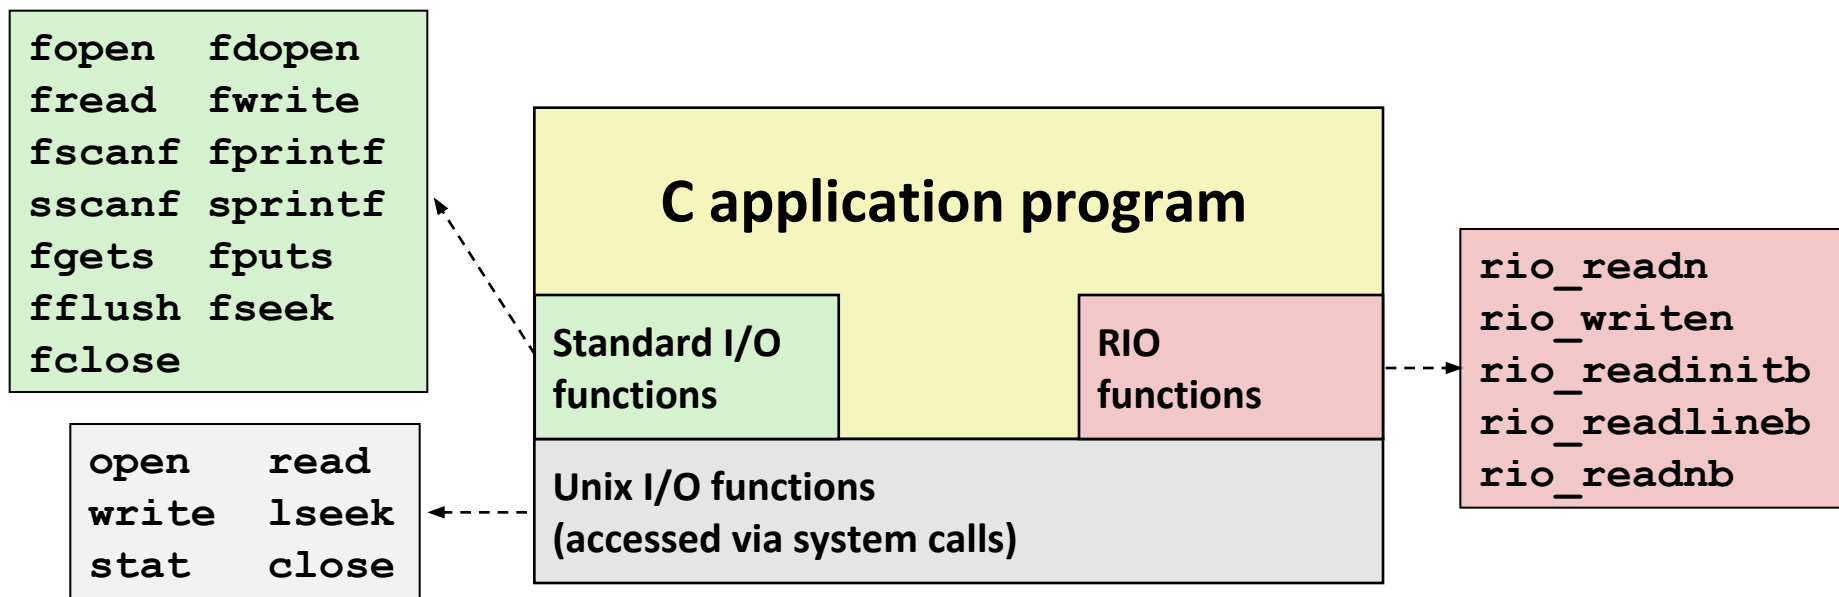 fopen fdopen
fread fwrite
fscanf fprintf
sscanf sprintf
fgets fputs
fflush fseek
fclose
open read
write lseek
stat close
C application program
Standard I/O
functions
RIO
functions
Unix I/O functions
(accessed via system calls)
rio_readn
rio_writen
rio_readinitb
rio_readlineb
rio_readnb